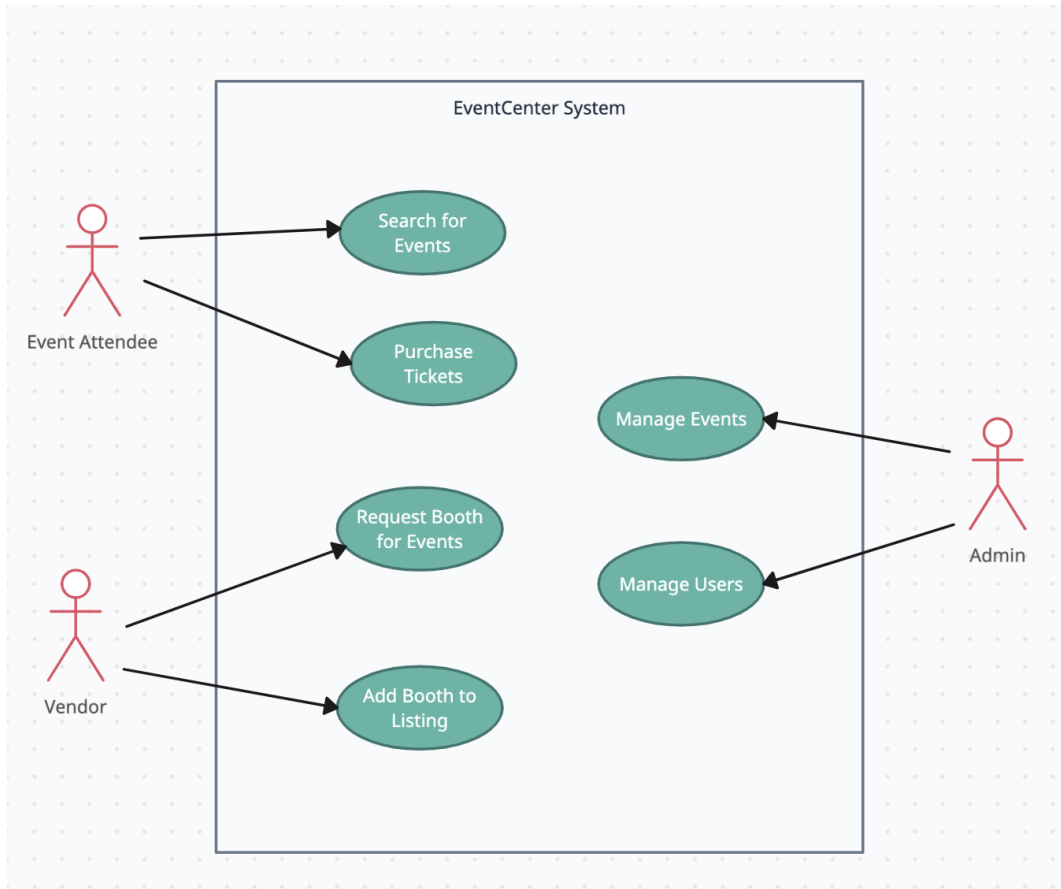 EventCenter System
Search for
Events
Event Attendee
Purchase
Tickets
Manage Events
Request Booth
for Events
Admin
Manage Users
Vendor
Add Booth to
Listing